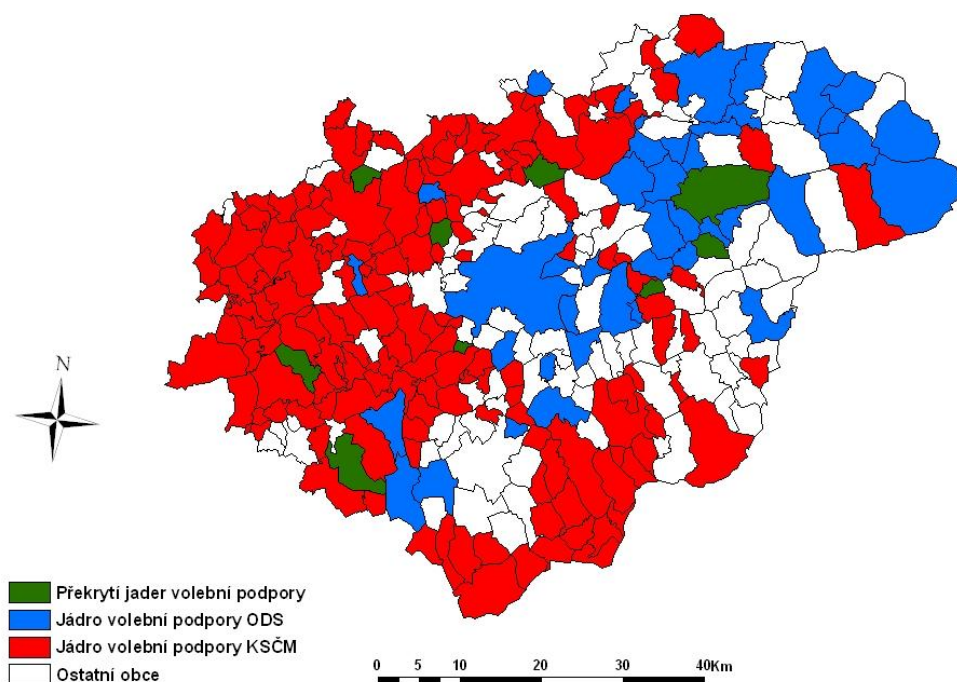 N
Překrytí jader volební podpory
Jádro volební podpory ODS
Jádro volební podpory KSČM
Ostatní obce
0 5 10 20 30 40Km